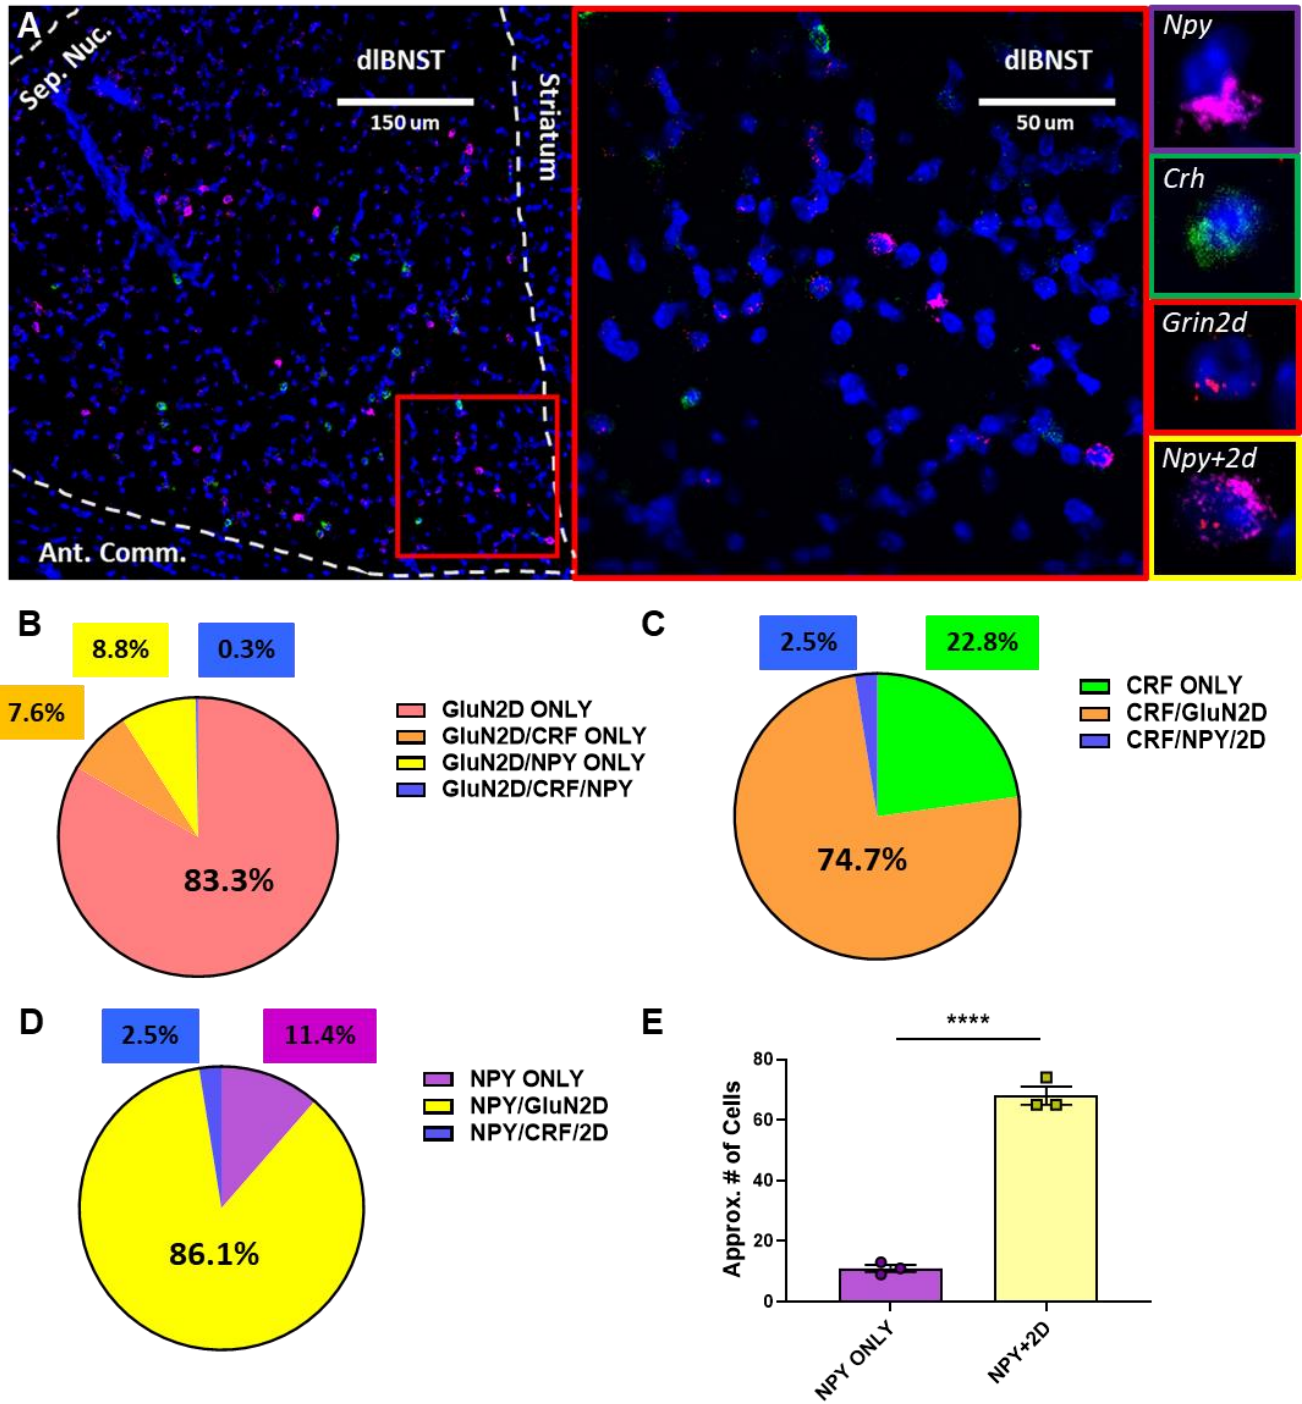 A
Sep. Nuc.
dlBNST
150 um
Striatum
Ant. Comm.
dlBNST
50 um
Npy
Crh
Grin2d
Npy+2d
B
8.8%
0.3%
7.6%
83.3%
GluN2D ONLY
GluN2D/CRF ONLY
GluN2D/NPY ONLY
GluN2D/CRF/NPY
C
2.5%
22.8%
74.7%
CRF ONLY
CRF/GluN2D
CRF/NPY/2D
D
2.5%
11.4%
86.1%
NPY ONLY
NPY/GluN2D
NPY/CRF/2D
E
****
Approx. # of Cells
80
60
40
20
0
NPY ONLY
NPY+2D